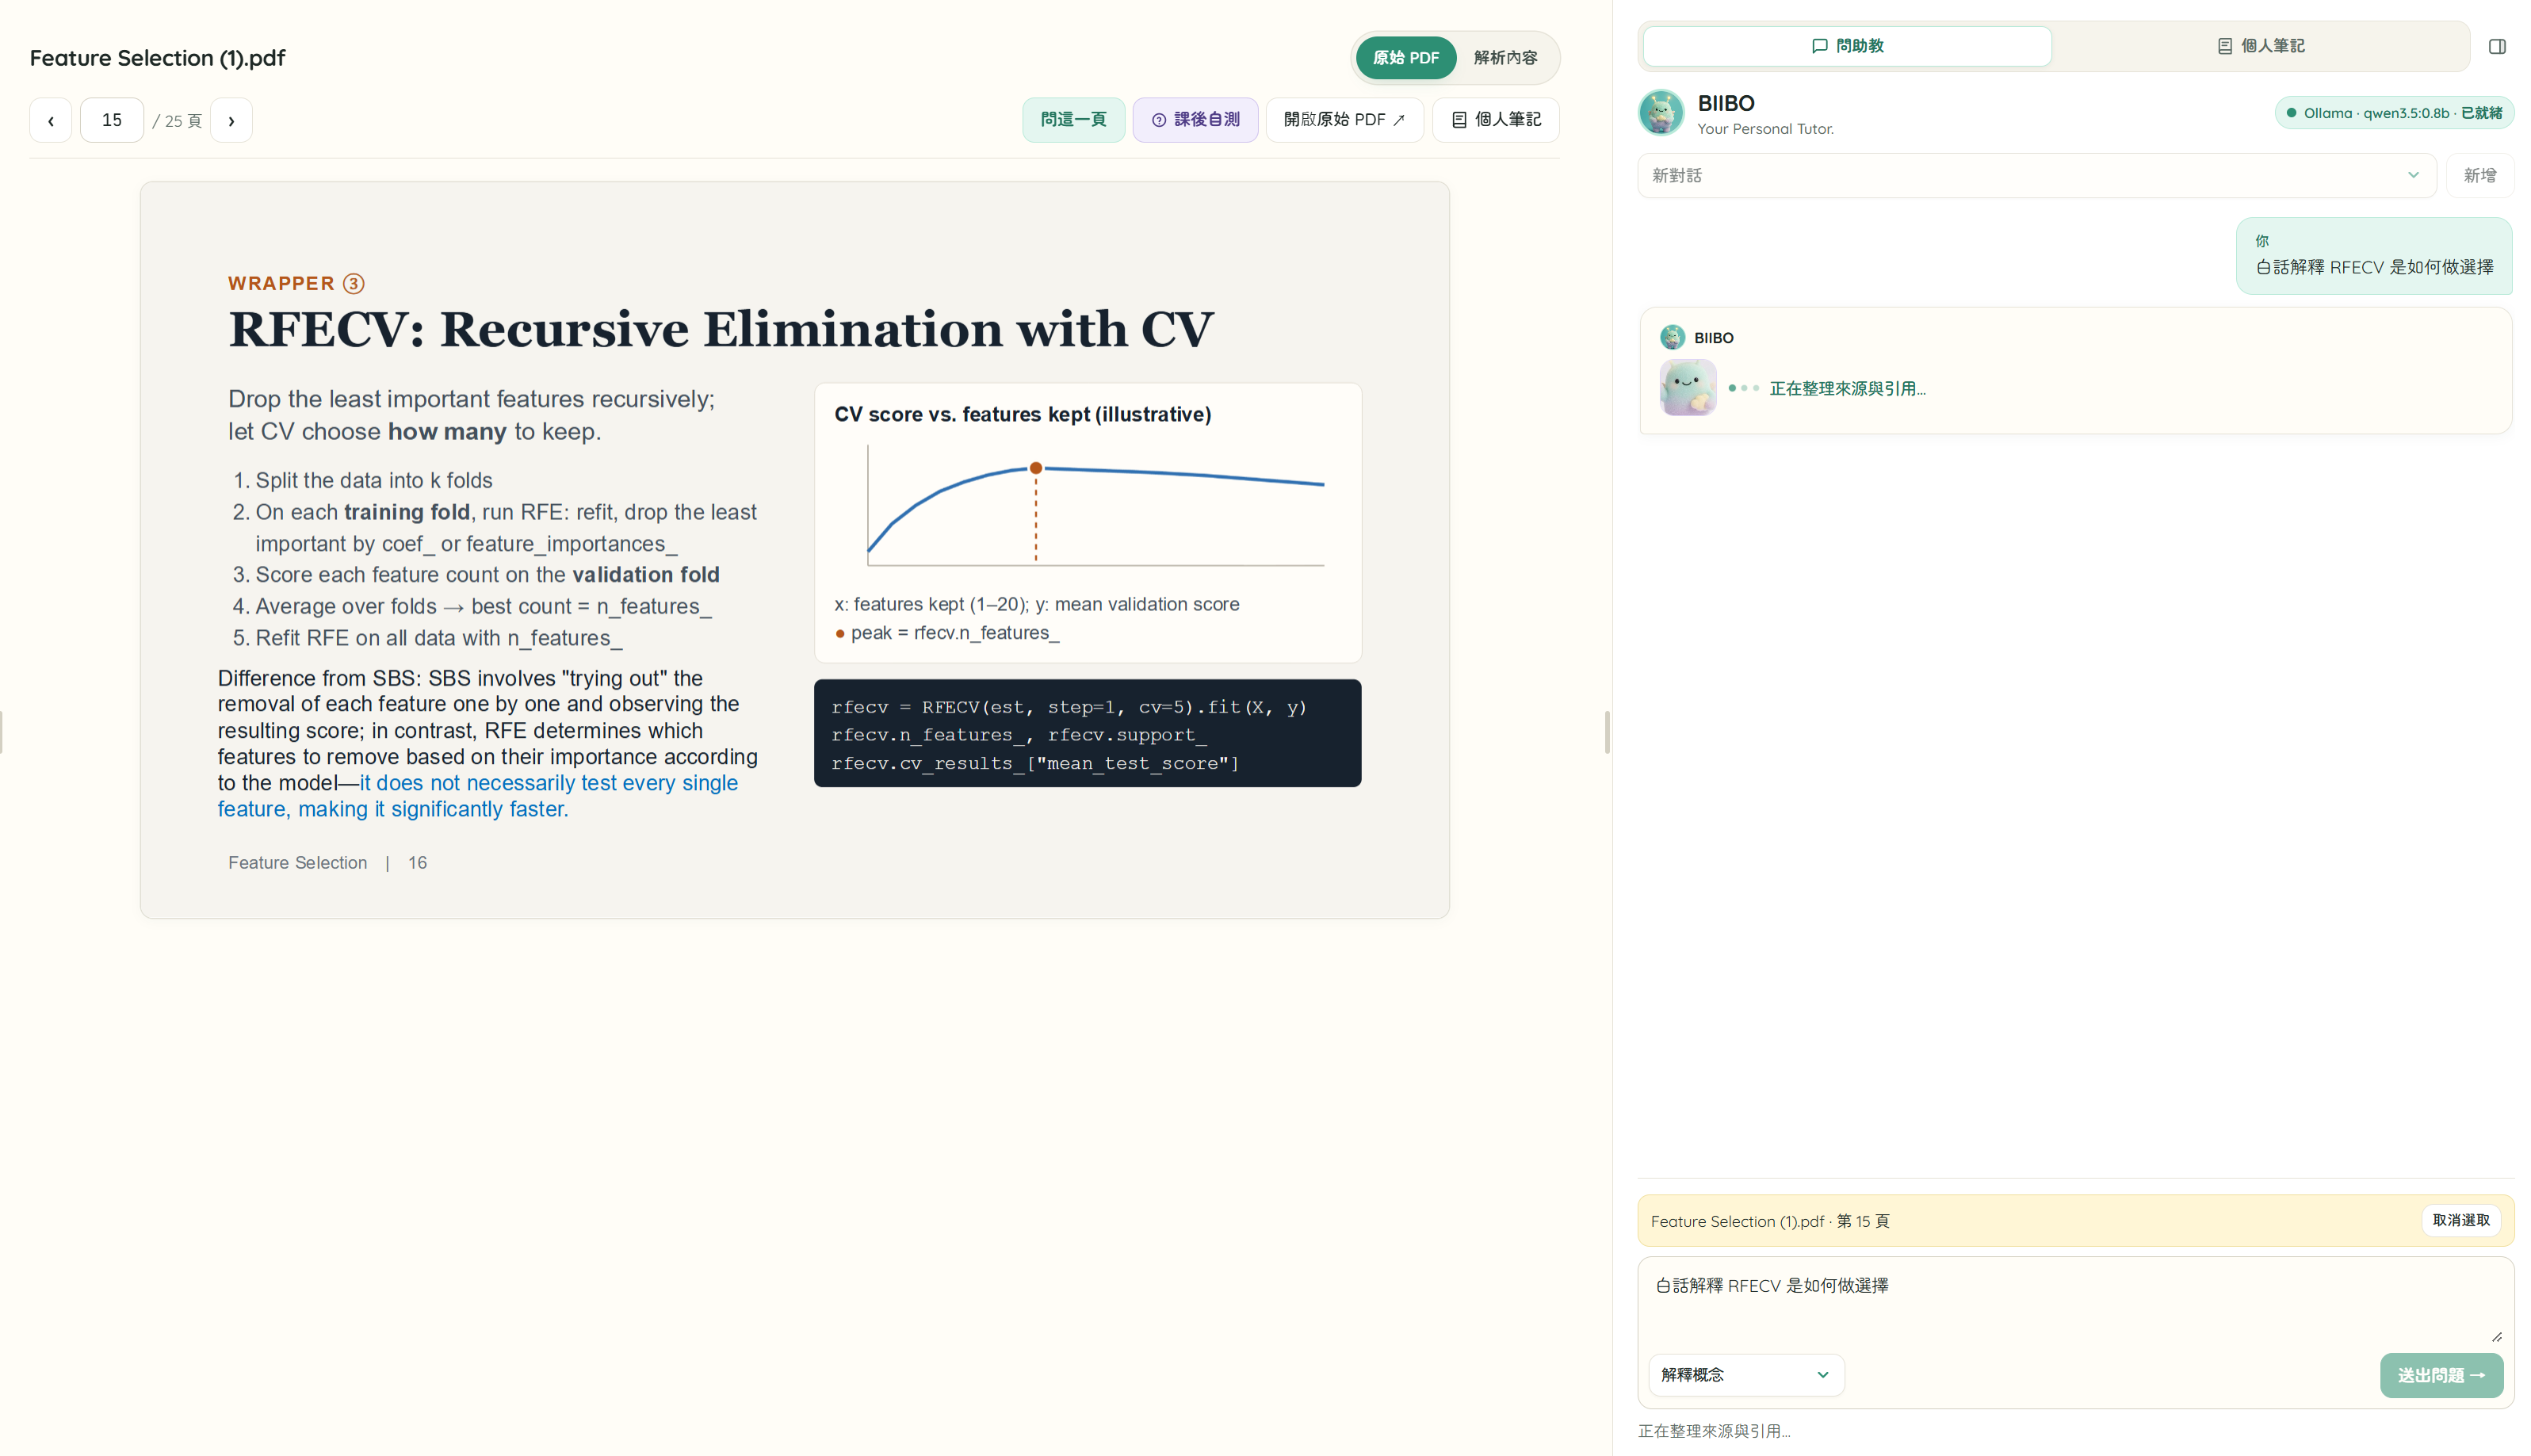 Feature Selection (1).pdf
原始 PDF
解析內容
‹
15
/ 25 頁
›
問這一頁
課後自測
開啟原始 PDF ↗
個人筆記
WRAPPER ③
RFECV: Recursive Elimination with CV
Drop the least important features recursively;
let CV choose how many to keep.
1. Split the data into k folds
2. On each training fold, run RFE: refit, drop the least
important by coef_ or feature_importances_
3. Score each feature count on the validation fold
4. Average over folds → best count = n_features_
5. Refit RFE on all data with n_features_
Difference from SBS: SBS involves "trying out" the
removal of each feature one by one and observing the
resulting score; in contrast, RFE determines which
features to remove based on their importance according
to the model—it does not necessarily test every single
feature, making it significantly faster.
CV score vs. features kept (illustrative)
x: features kept (1–20); y: mean validation score
● peak = rfecv.n_features_
rfecv = RFECV(est, step=1, cv=5).fit(X, y)
rfecv.n_features_, rfecv.support_
rfecv.cv_results_["mean_test_score"]
Feature Selection | 16
問助教
個人筆記
BIIBO
Your Personal Tutor.
Ollama · qwen3.5:0.8b · 已就緒
新對話
新增
你
白話解釋 RFECV 是如何做選擇
BIIBO
正在整理來源與引用...
Feature Selection (1).pdf · 第 15 頁
取消選取
白話解釋 RFECV 是如何做選擇
解釋概念
送出問題 →
正在整理來源與引用...